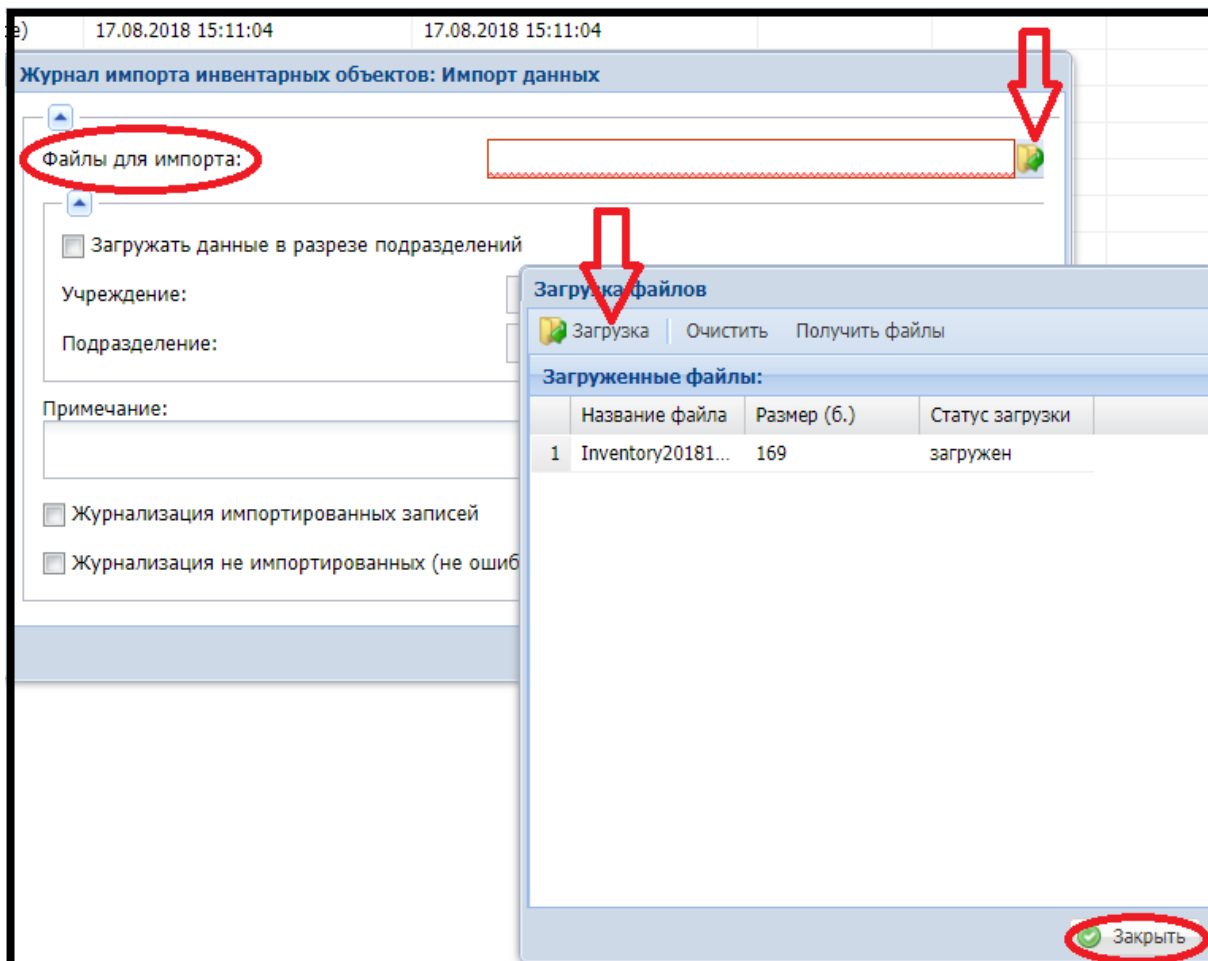 е) 17.08.2018 15:11:04 17.08.2018 15:11:04
Журнал импорта инвентарных объектов: Импорт данных
Файлы для импорта:
Загружать данные в разрезе подразделений
Учреждение:
Подразделение:
Примечание:
Журнализация импортированных записей
Журнализация не импортированных (не ошиб
Загрузка файлов
Загрузка Очистить Получить файлы
Загруженные файлы:
Название файла Размер (б.) Статус загрузки
1 Inventory20181... 169 загружен
Закрыть